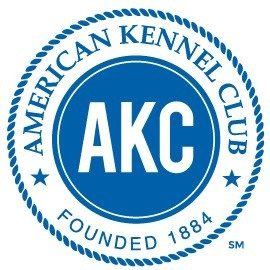 AMERICAN KENNEL CLUB
AKC
FOUNDED 1884
SM